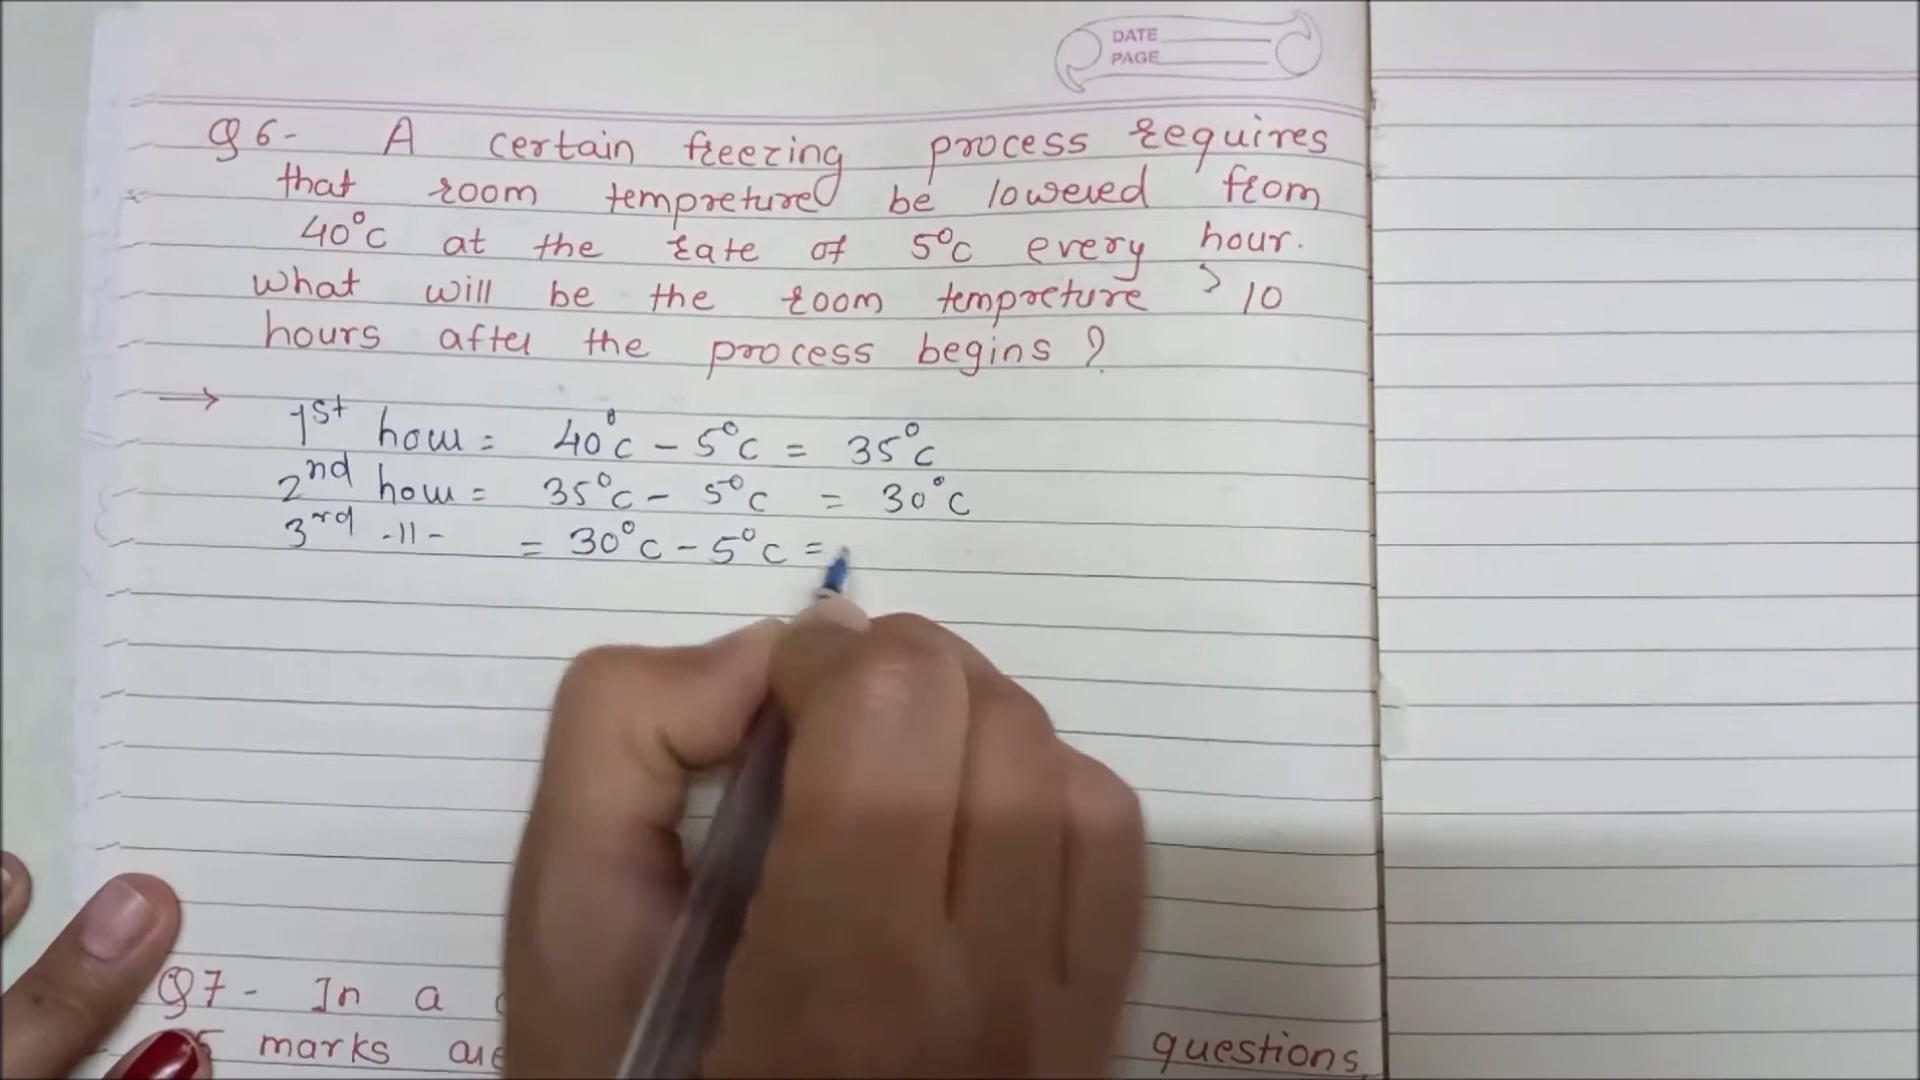 DATE
PAGE
Q6- A certain freezing process requires
that room tempreture be lowered from
40°c at the rate of 5°c every hour.
what will be the room tempreture > 10
hours after the process begins ?
→ 1st hour = 40°c - 5°c = 35°c
2nd hour = 35°c - 5°c = 30°c
3rd -11- = 30°c - 5°c =
Q7- In a
marks are questions